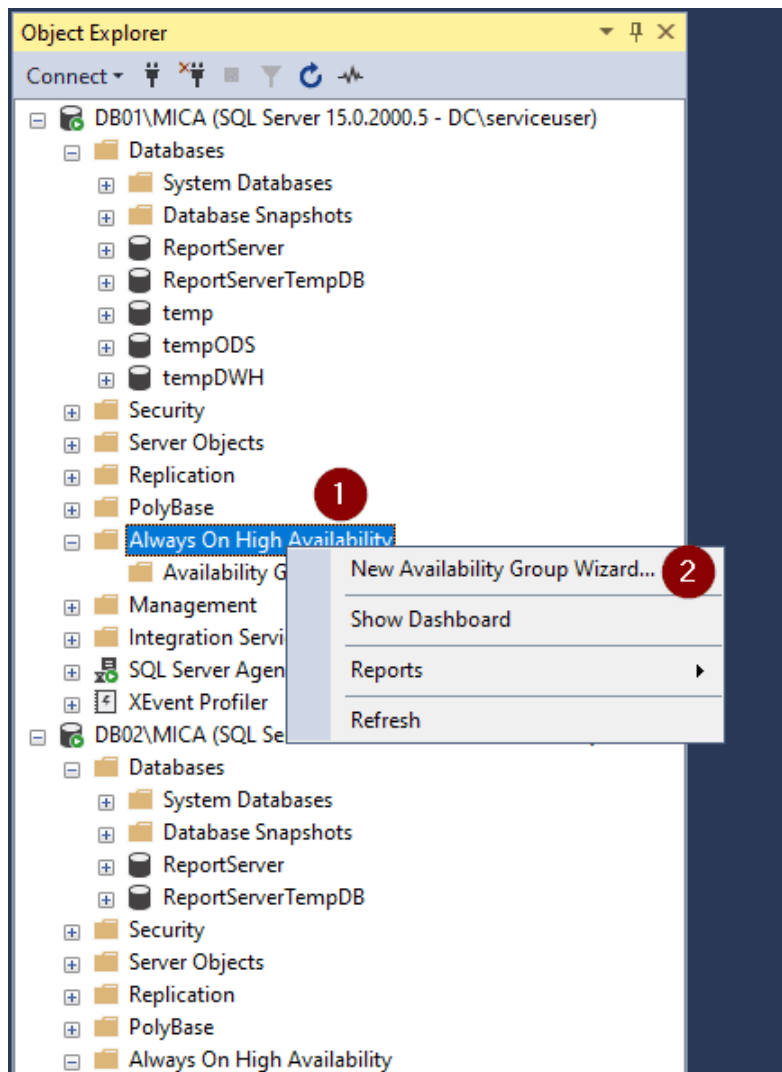 Object Explorer
Connect
DB01\MICA (SQL Server 15.0.2000.5 - DC\serviceuser)
Databases
System Databases
Database Snapshots
ReportServer
ReportServerTempDB
temp
tempODS
tempDWH
Security
Server Objects
Replication
PolyBase
1
Always On High Availability
Availability G
New Availability Group Wizard... 2
Management
Show Dashboard
Integration Servi
SQL Server Agen
Reports
XEvent Profiler
Refresh
DB02\MICA (SQL Se
Databases
System Databases
Database Snapshots
ReportServer
ReportServerTempDB
Security
Server Objects
Replication
PolyBase
Always On High Availability